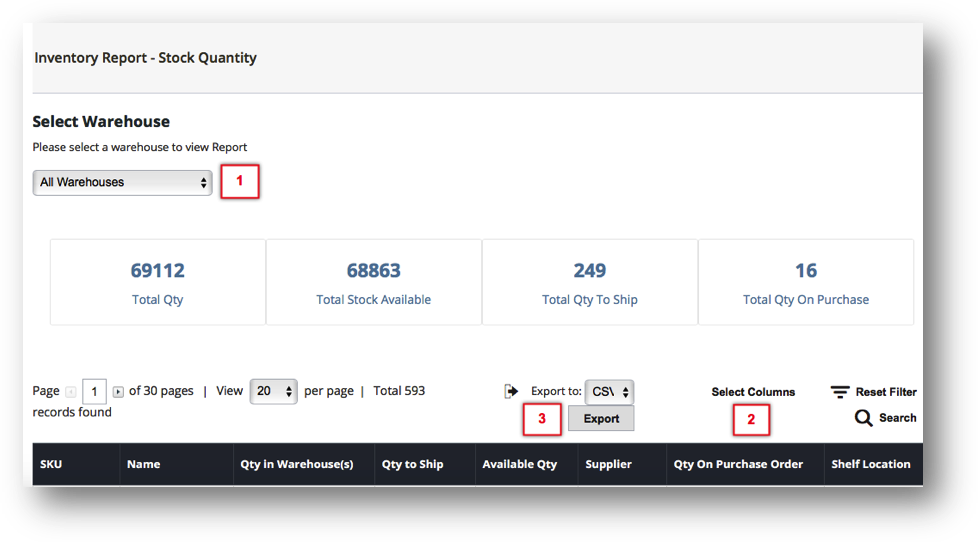 Inventory Report - Stock Quantity
Select Warehouse
Please select a warehouse to view Report
All Warehouses 1
69112 68863 249 16
Total Qty Total Stock Available Total Qty To Ship Total Qty On Purchase
Page 1 of 30 pages | View 20 per page | Total 593 Export to: CSV Select Columns Reset Filter
records found 3 Export 2 Search
SKU Name Qty in Warehouse(s) Qty to Ship Available Qty Supplier Qty On Purchase Order Shelf Location